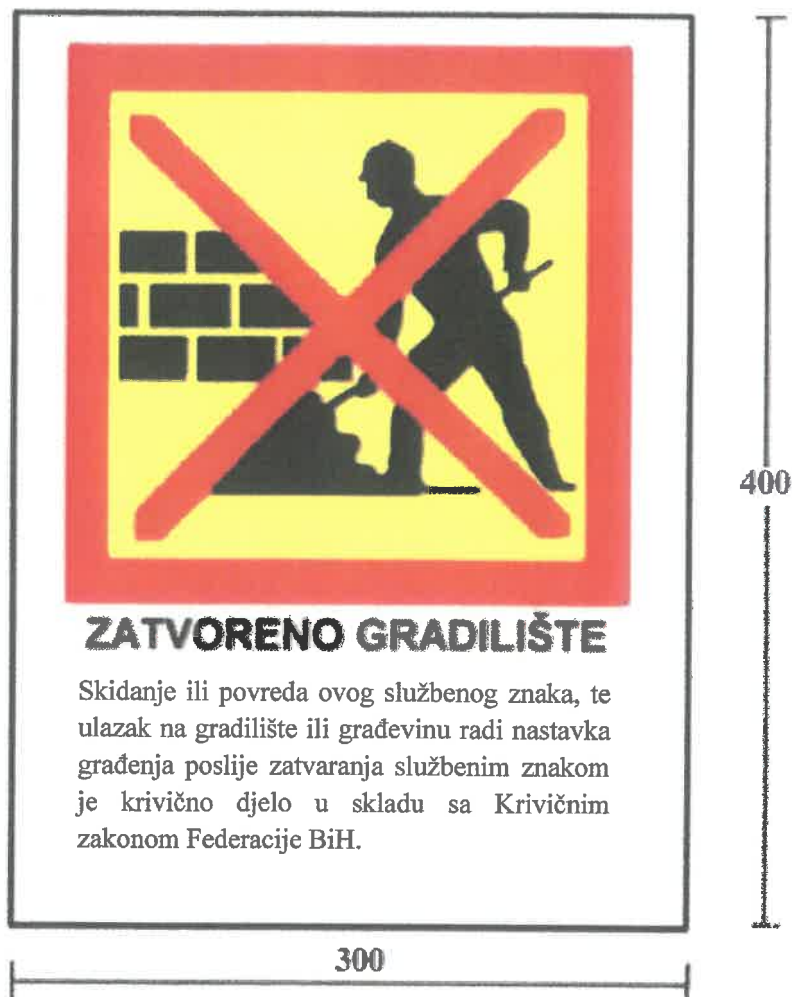 ZATVORENO GRADILIŠTE
Skidanje ili povreda ovog službenog znaka, te
ulazak na gradilište ili građevinu radi nastavka
građenja poslije zatvaranja službenim znakom
je krivično djelo u skladu sa Krivičnim
zakonom Federacije BiH.
400
300